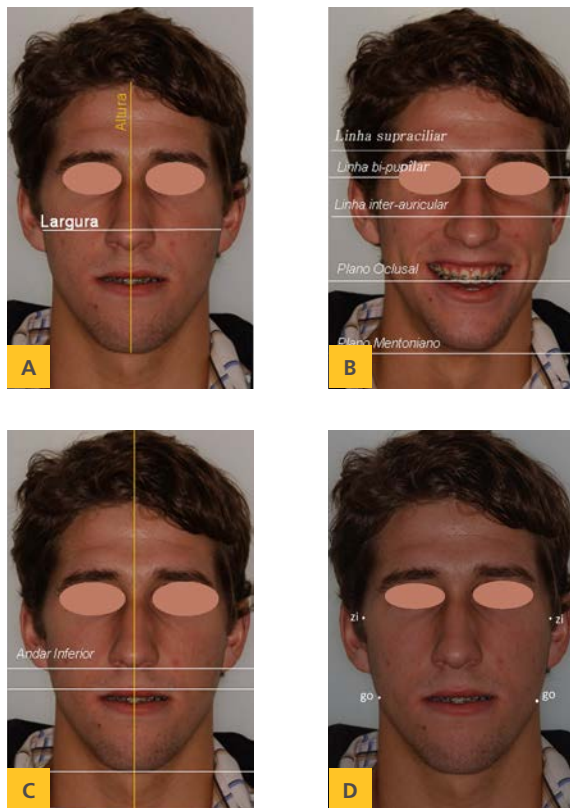 Altura
Largura
A
Linha supraciliar
Linha bi-pupilar
Linha inter-auricular
Plano Oclusal
Plano Mentoniano
B
Andar Inferior
C
zi
zi
go
go
D